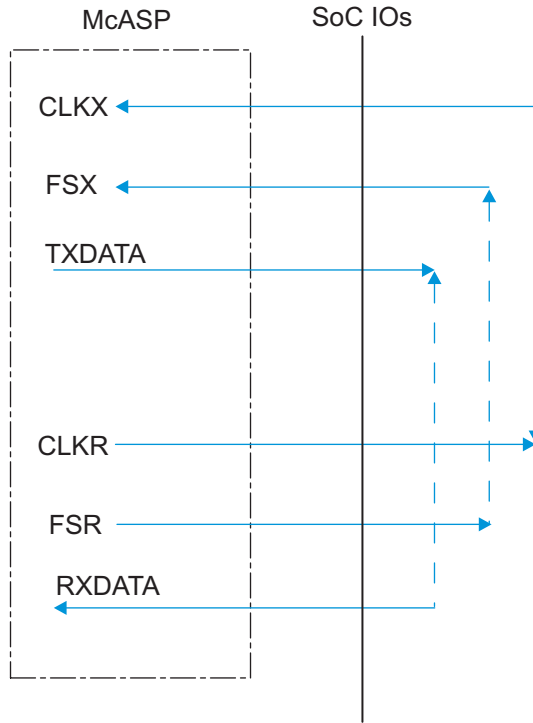 McASP
SoC IOs
CLKX
FSX
TXDATA
CLKR
FSR
RXDATA